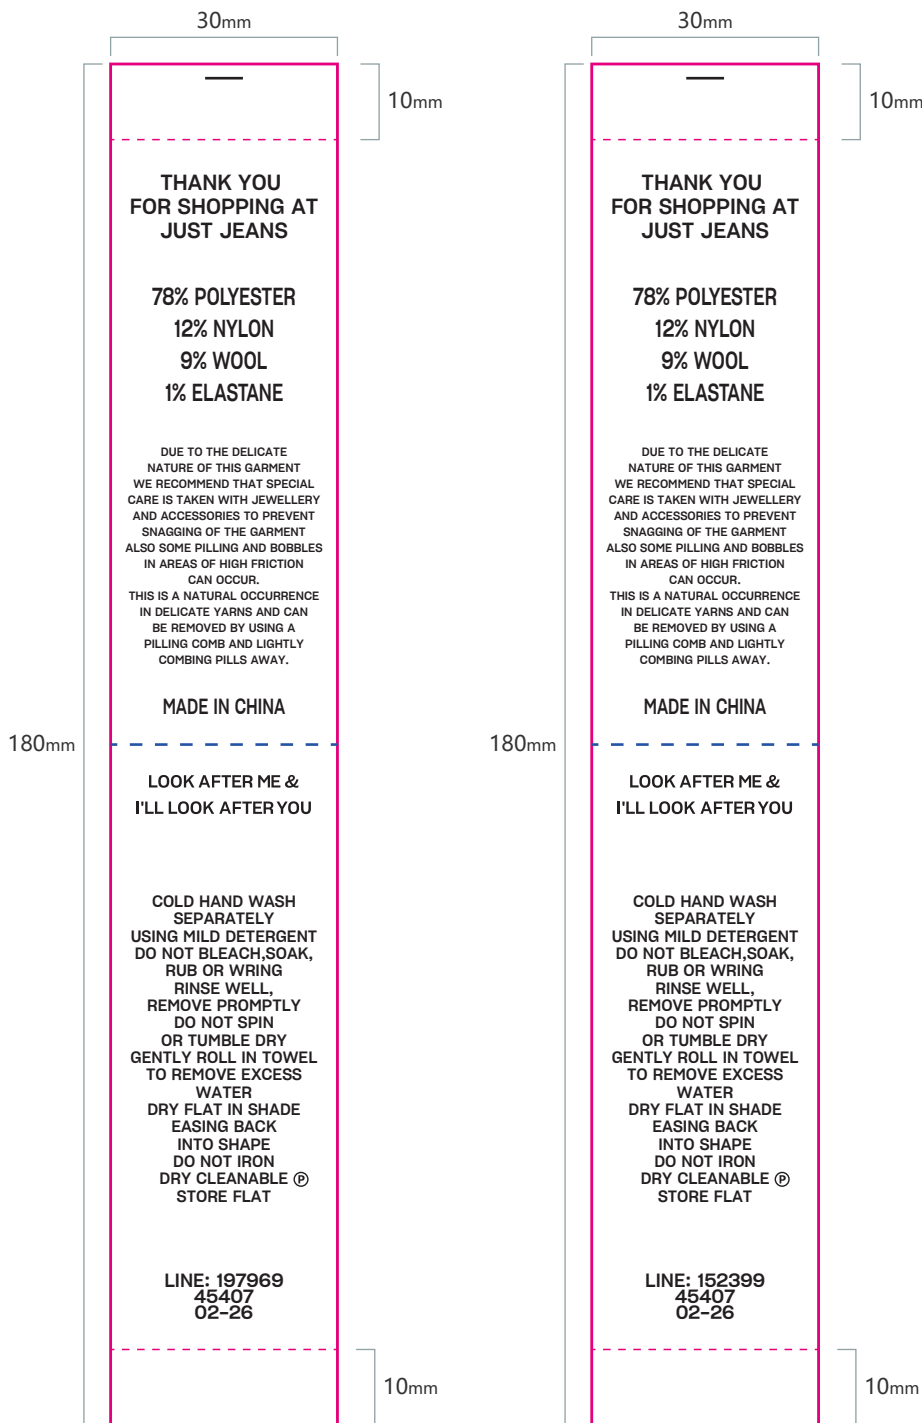 30mm
10mm
THANK YOU
FOR SHOPPING AT
JUST JEANS
78% POLYESTER
12% NYLON
9% WOOL
1% ELASTANE
DUE TO THE DELICATE
NATURE OF THIS GARMENT
WE RECOMMEND THAT SPECIAL
CARE IS TAKEN WITH JEWELLERY
AND ACCESSORIES TO PREVENT
SNAGGING OF THE GARMENT
ALSO SOME PILLING AND BOBBLES
IN AREAS OF HIGH FRICTION
CAN OCCUR.
THIS IS A NATURAL OCCURRENCE
IN DELICATE YARNS AND CAN
BE REMOVED BY USING A
PILLING COMB AND LIGHTLY
COMBING PILLS AWAY.
MADE IN CHINA
180mm
LOOK AFTER ME &
I'LL LOOK AFTER YOU
COLD HAND WASH
SEPARATELY
USING MILD DETERGENT
DO NOT BLEACH,SOAK,
RUB OR WRING
RINSE WELL,
REMOVE PROMPTLY
DO NOT SPIN
OR TUMBLE DRY
GENTLY ROLL IN TOWEL
TO REMOVE EXCESS
WATER
DRY FLAT IN SHADE
EASING BACK
INTO SHAPE
DO NOT IRON
DRY CLEANABLE Ⓟ
STORE FLAT
LINE: 197969
45407
02-26
10mm
30mm
10mm
THANK YOU
FOR SHOPPING AT
JUST JEANS
78% POLYESTER
12% NYLON
9% WOOL
1% ELASTANE
DUE TO THE DELICATE
NATURE OF THIS GARMENT
WE RECOMMEND THAT SPECIAL
CARE IS TAKEN WITH JEWELLERY
AND ACCESSORIES TO PREVENT
SNAGGING OF THE GARMENT
ALSO SOME PILLING AND BOBBLES
IN AREAS OF HIGH FRICTION
CAN OCCUR.
THIS IS A NATURAL OCCURRENCE
IN DELICATE YARNS AND CAN
BE REMOVED BY USING A
PILLING COMB AND LIGHTLY
COMBING PILLS AWAY.
MADE IN CHINA
180mm
LOOK AFTER ME &
I'LL LOOK AFTER YOU
COLD HAND WASH
SEPARATELY
USING MILD DETERGENT
DO NOT BLEACH,SOAK,
RUB OR WRING
RINSE WELL,
REMOVE PROMPTLY
DO NOT SPIN
OR TUMBLE DRY
GENTLY ROLL IN TOWEL
TO REMOVE EXCESS
WATER
DRY FLAT IN SHADE
EASING BACK
INTO SHAPE
DO NOT IRON
DRY CLEANABLE Ⓟ
STORE FLAT
LINE: 152399
45407
02-26
10mm